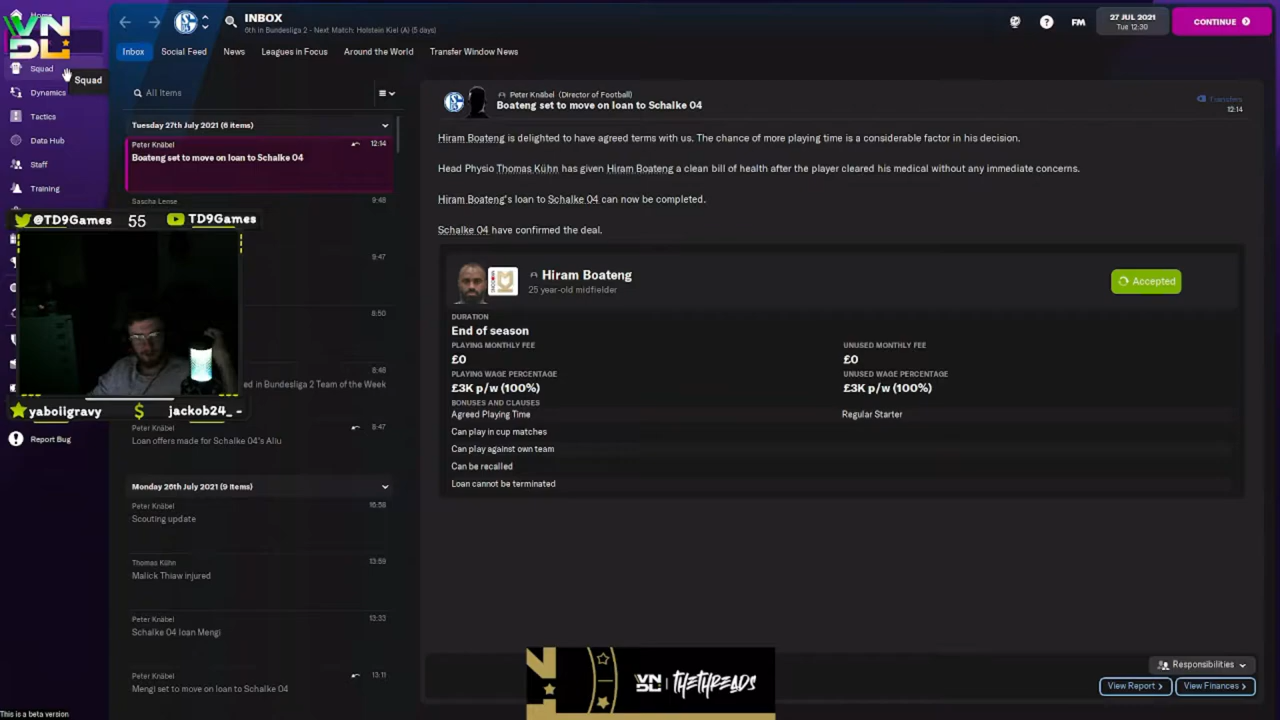 Home
INBOX
6th in Bundesliga 2 - Next Match: Holstein Kiel (A) (5 days)
FM
27 JUL 2021
Tue 12:30
CONTINUE
VNDL
Inbox
Social Feed
News
Leagues in Focus
Around the World
Transfer Window News
Squad
Squad
Dynamics
Tactics
Data Hub
Staff
Training
@TD9Games
55
TD9Games
yaboiigravy
$
jackob24_ -
Report Bug
All Items
Tuesday 27th July 2021 (6 items)
Peter Knäbel
12:14
Boateng set to move on loan to Schalke 04
Sascha Lense
9:48
9:47
8:50
8:48
ed in Bundesliga 2 Team of the Week
Peter Knäbel
8:47
Loan offers made for Schalke 04's Aliu
Monday 26th July 2021 (9 items)
Peter Knäbel
16:58
Scouting update
Thomas Kühn
13:59
Malick Thiaw injured
Peter Knäbel
13:33
Schalke 04 loan Mengi
Peter Knäbel
13:11
Mengi set to move on loan to Schalke 04
Peter Knäbel (Director of Football)
Boateng set to move on loan to Schalke 04
Transfers
12:14
Hiram Boateng is delighted to have agreed terms with us. The chance of more playing time is a considerable factor in his decision.
Head Physio Thomas Kühn has given Hiram Boateng a clean bill of health after the player cleared his medical without any immediate concerns.
Hiram Boateng's loan to Schalke 04 can now be completed.
Schalke 04 have confirmed the deal.
Hiram Boateng
25 year-old midfielder
Accepted
DURATION
End of season
PLAYING MONTHLY FEE
£0
UNUSED MONTHLY FEE
£0
PLAYING WAGE PERCENTAGE
£3K p/w (100%)
UNUSED WAGE PERCENTAGE
£3K p/w (100%)
BONUSES AND CLAUSES
Agreed Playing Time
Regular Starter
Can play in cup matches
Can play against own team
Can be recalled
Loan cannot be terminated
VNDL | THETHREADS
Responsibilities
View Report
View Finances
This is a beta version